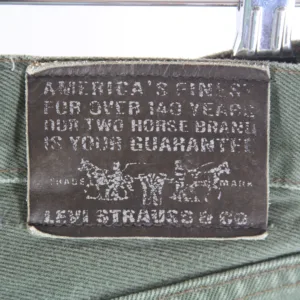 AMERICA'S FINEST
FOR OVER 140 YEARS
OUR TWO HORSE BRAND
IS YOUR GUARANTEE
TRADE MARK
LEVI STRAUSS & CO